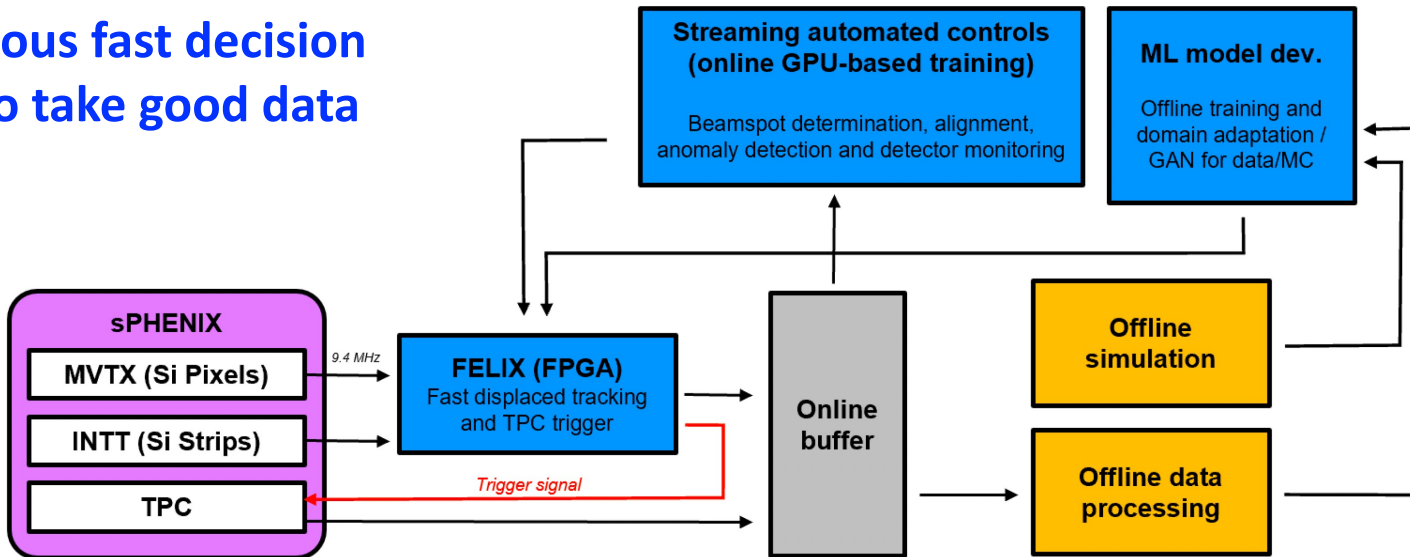 ous fast decision
o take good data
Streaming automated controls
(online GPU-based training)
Beamspot determination, alignment,
anomaly detection and detector monitoring
ML model dev.
Offline training and
domain adaptation /
GAN for data/MC
sPHENIX
MVTX (Si Pixels)
INTT (Si Strips)
TPC
9.4 MHz
FELIX (FPGA)
Fast displaced tracking
and TPC trigger
Trigger signal
Online
buffer
Offline
simulation
Offline data
processing